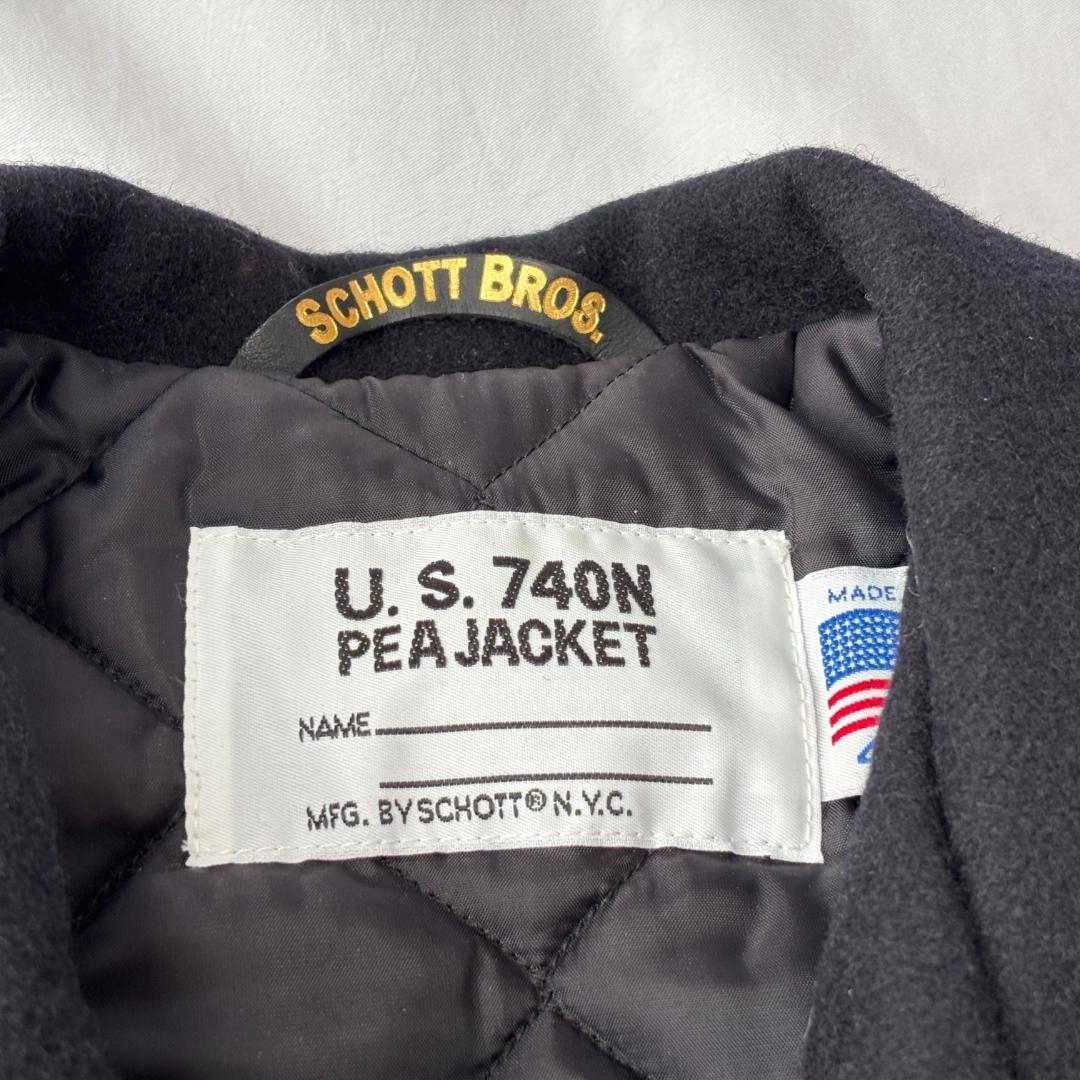 SCHOTT BROS.
U. S. 740N
PEA JACKET
NAME
MFG. BY SCHOTT® N.Y.C.
MADE